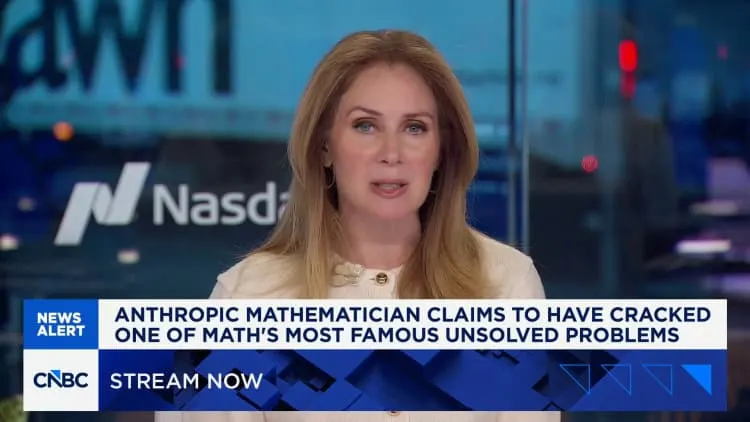 Nasda
NEWS
ALERT
ANTHROPIC MATHEMATICIAN CLAIMS TO HAVE CRACKED
ONE OF MATH'S MOST FAMOUS UNSOLVED PROBLEMS
CNBC
STREAM NOW